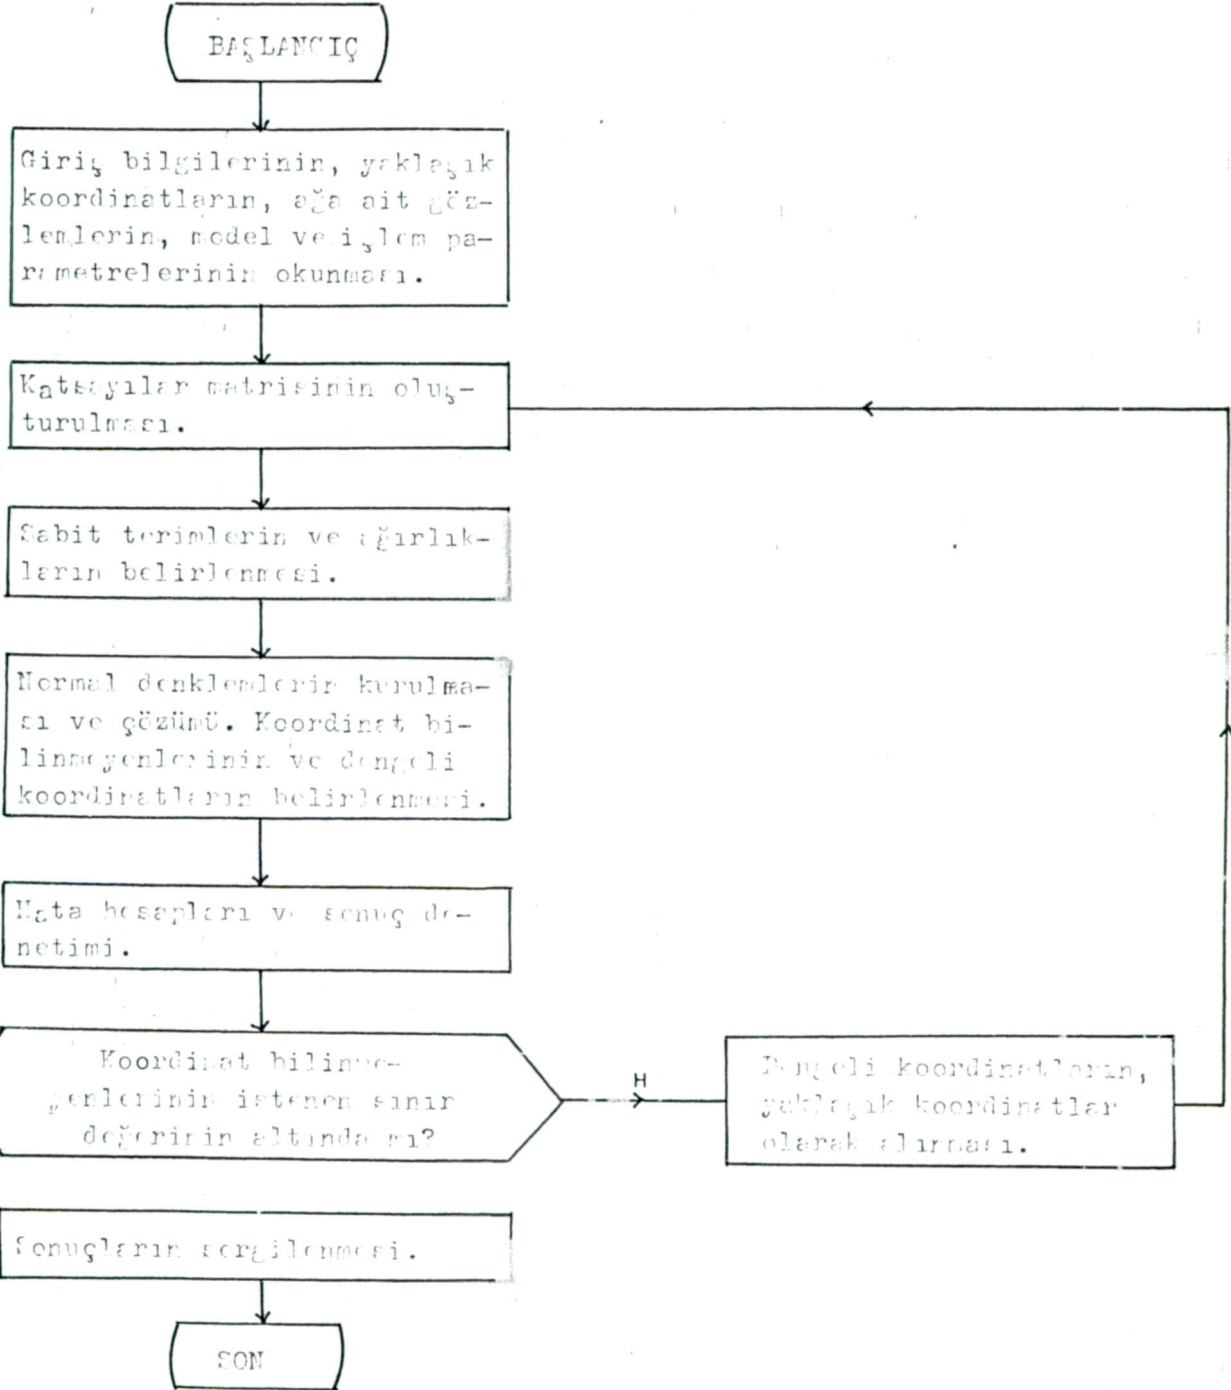 BAŞLANGIÇ
Giriş bilgilerinin, yaklaşık
koordinatların, ağa ait göz-
lemlerin, model ve işlem pa-
rametrelerinin okunması.
Katsayılar matrisinin oluş-
turulması.
Sabit terimlerin ve ağırlık-
ların belirlenmesi.
Normal denklemlerin kurulma-
sı ve çözümü. Koordinat bi-
linmeyenlerinin ve dengeli
koordinatların belirlenmesi.
Hata hesapları ve sonuç de-
netimi.
Koordinat bilinme-
yenlerinin istenen sınır
değerinin altında mı?
H
Dengeli koordinatların,
yaklaşık koordinatlar
olarak alınması.
Sonuçların sergilenmesi.
SON